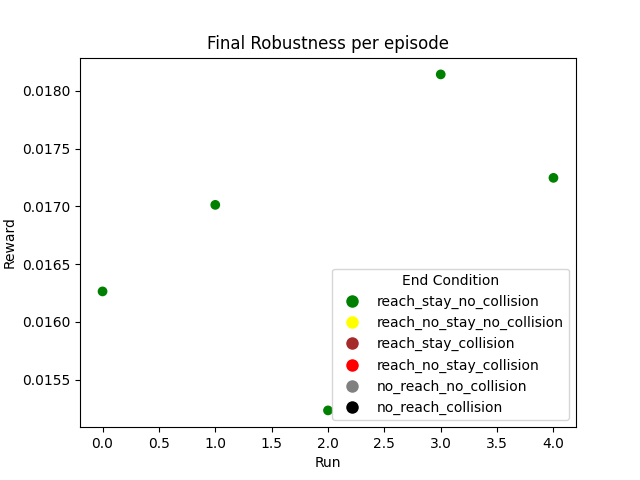 Final Robustness per episode
Reward
0.0180
0.0175
0.0170
0.0165
0.0160
0.0155
End Condition
reach_stay_no_collision
reach_no_stay_no_collision
reach_stay_collision
reach_no_stay_collision
no_reach_no_collision
no_reach_collision
0.0 0.5 1.0 1.5 2.0 2.5 3.0 3.5 4.0
Run